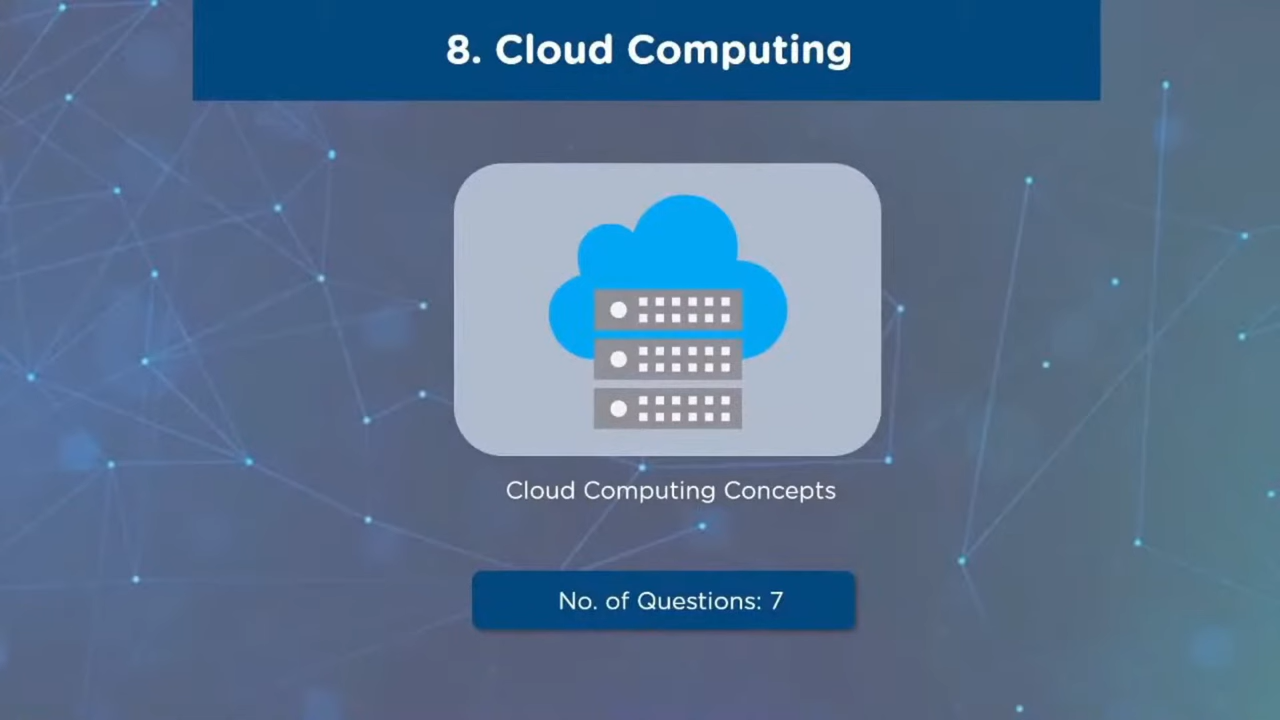 8. Cloud Computing
Cloud Computing Concepts
No. of Questions: 7